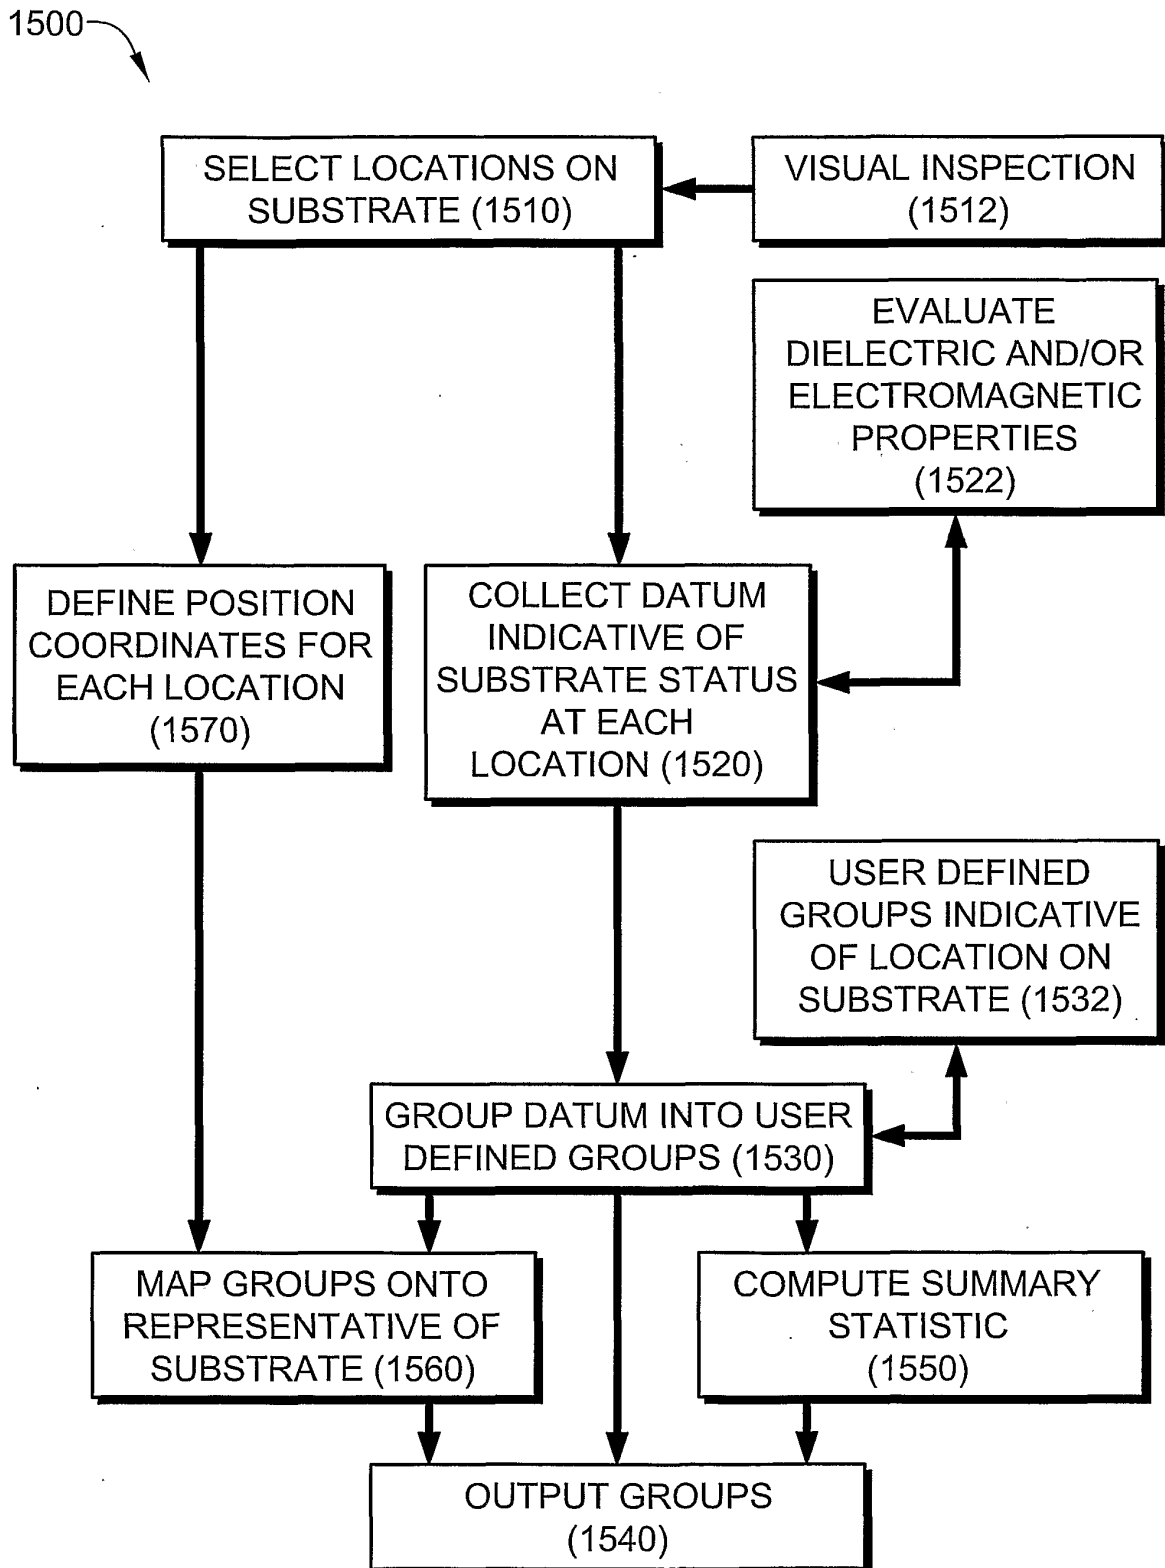 1500
SELECT LOCATIONS ON
SUBSTRATE (1510)
VISUAL INSPECTION
(1512)
EVALUATE
DIELECTRIC AND/OR
ELECTROMAGNETIC
PROPERTIES
(1522)
DEFINE POSITION
COORDINATES FOR
EACH LOCATION
(1570)
COLLECT DATUM
INDICATIVE OF
SUBSTRATE STATUS
AT EACH
LOCATION (1520)
USER DEFINED
GROUPS INDICATIVE
OF LOCATION ON
SUBSTRATE (1532)
GROUP DATUM INTO USER
DEFINED GROUPS (1530)
MAP GROUPS ONTO
REPRESENTATIVE OF
SUBSTRATE (1560)
COMPUTE SUMMARY
STATISTIC
(1550)
OUTPUT GROUPS
(1540)